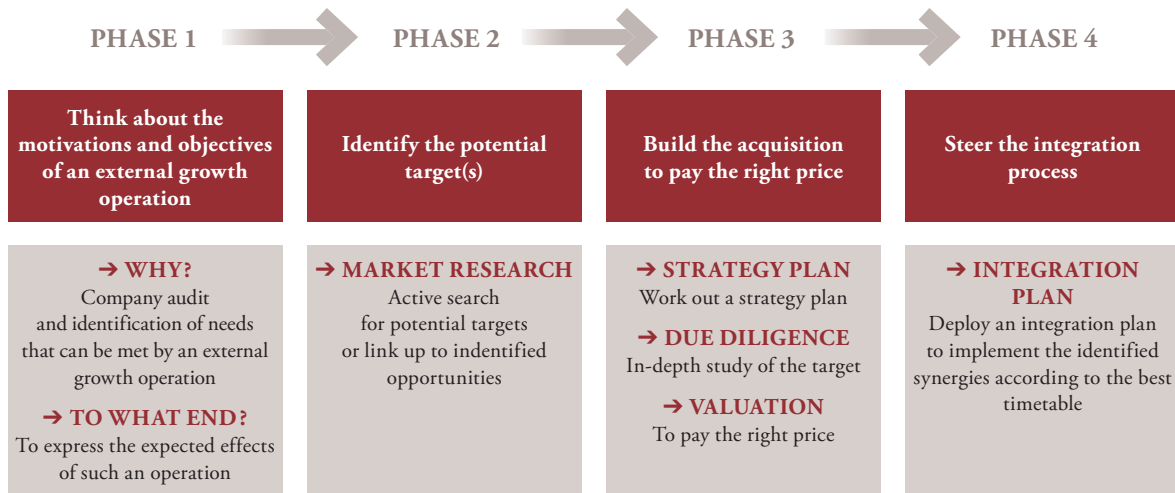 PHASE 1
PHASE 2
PHASE 3
PHASE 4
Think about the
motivations and objectives
of an external growth
operation
Identify the potential
target(s)
Build the acquisition
to pay the right price
Steer the integration
process
➔ WHY?
Company audit
and identification of needs
that can be met by an external
growth operation
➔ TO WHAT END?
To express the expected effects
of such an operation
➔ MARKET RESEARCH
Active search
for potential targets
or link up to indentified
opportunities
➔ STRATEGY PLAN
Work out a strategy plan
➔ DUE DILIGENCE
In-depth study of the target
➔ VALUATION
To pay the right price
➔ INTEGRATION
PLAN
Deploy an integration plan
to implement the identified
synergies according to the best
timetable